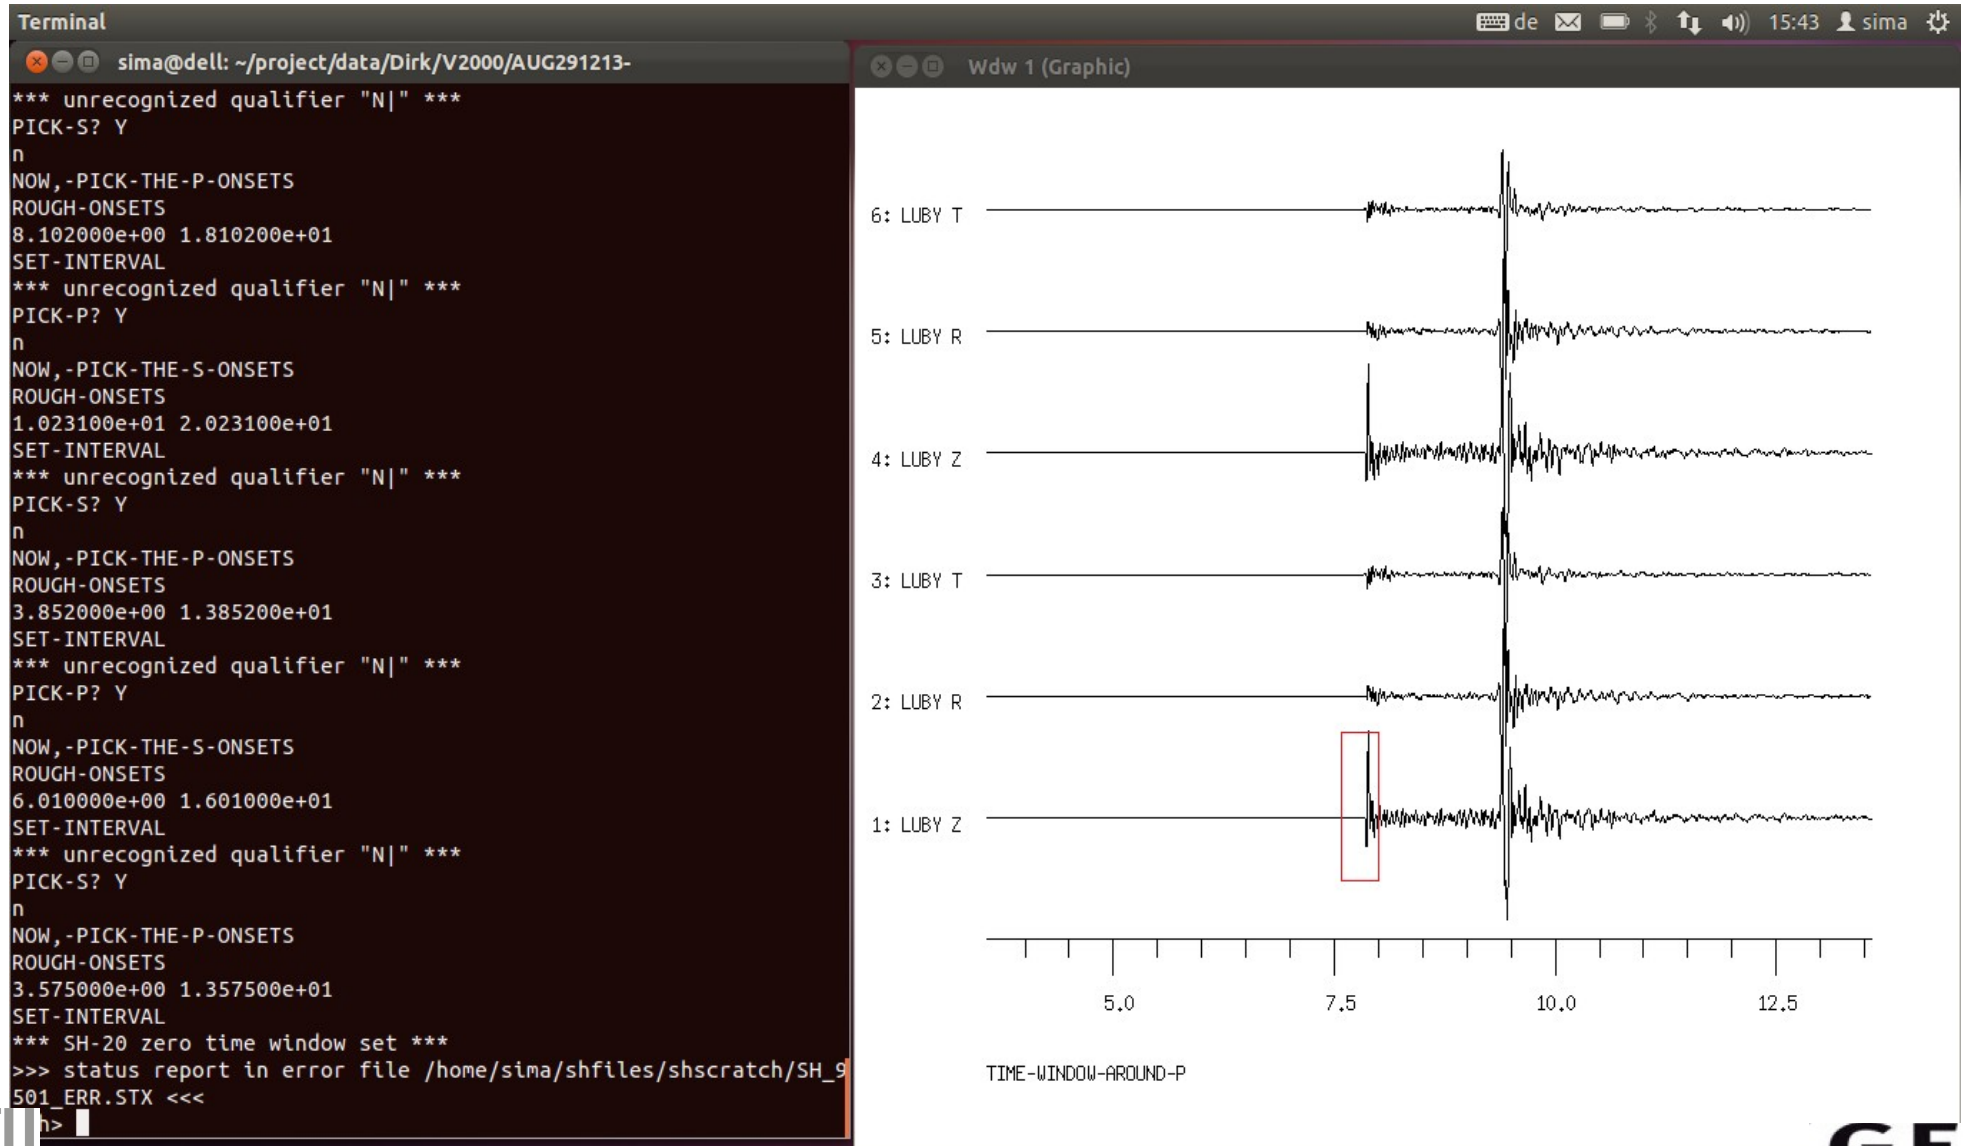 Terminal
de 15:43 sima
sima@dell: ~/project/data/Dirk/V2000/AUG291213-
*** unrecognized qualifier "N|" ***
PICK-S? Y
n
NOW,-PICK-THE-P-ONSETS
ROUGH-ONSETS
8.102000e+00 1.810200e+01
SET-INTERVAL
*** unrecognized qualifier "N|" ***
PICK-P? Y
n
NOW,-PICK-THE-S-ONSETS
ROUGH-ONSETS
1.023100e+01 2.023100e+01
SET-INTERVAL
*** unrecognized qualifier "N|" ***
PICK-S? Y
n
NOW,-PICK-THE-P-ONSETS
ROUGH-ONSETS
3.852000e+00 1.385200e+01
SET-INTERVAL
*** unrecognized qualifier "N|" ***
PICK-P? Y
n
NOW,-PICK-THE-S-ONSETS
ROUGH-ONSETS
6.010000e+00 1.601000e+01
SET-INTERVAL
*** unrecognized qualifier "N|" ***
PICK-S? Y
n
NOW,-PICK-THE-P-ONSETS
ROUGH-ONSETS
3.575000e+00 1.357500e+01
SET-INTERVAL
*** SH-20 zero time window set ***
>>> status report in error file /home/sima/shfiles/shscratch/SH_9
501_ERR.STX <<<
h>
Wdw 1 (Graphic)
6: LUBY T
5: LUBY R
4: LUBY Z
3: LUBY T
2: LUBY R
1: LUBY Z
5.0 7.5 10.0 12.5
TIME-WINDOW-AROUND-P